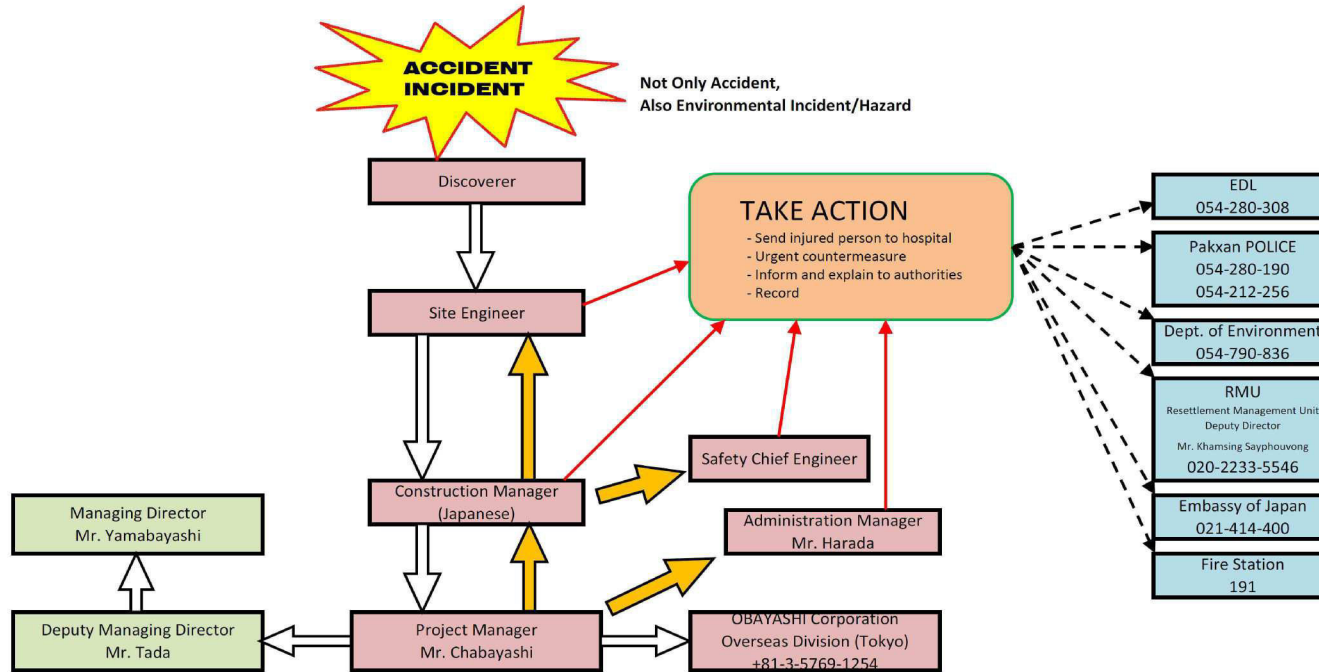 ACCIDENT
INCIDENT
Not Only Accident,
Also Environmental Incident/Hazard
Discoverer
TAKE ACTION
- Send injured person to hospital
- Urgent countermeasure
- Inform and explain to authorities
- Record
EDL
054-280-308
Pakxan POLICE
054-280-190
054-212-256
Dept. of Environment
054-790-836
RMU
Resettlement Management Unit
Deputy Director
Mr. Khamsing Sayphouvong
020-2233-5546
Embassy of Japan
021-414-400
Fire Station
191
Site Engineer
Safety Chief Engineer
Construction Manager
(Japanese)
Administration Manager
Mr. Harada
Managing Director
Mr. Yamabayashi
Deputy Managing Director
Mr. Tada
Project Manager
Mr. Chabayashi
OBAYASHI Corporation
Overseas Division (Tokyo)
+81-3-5769-1254